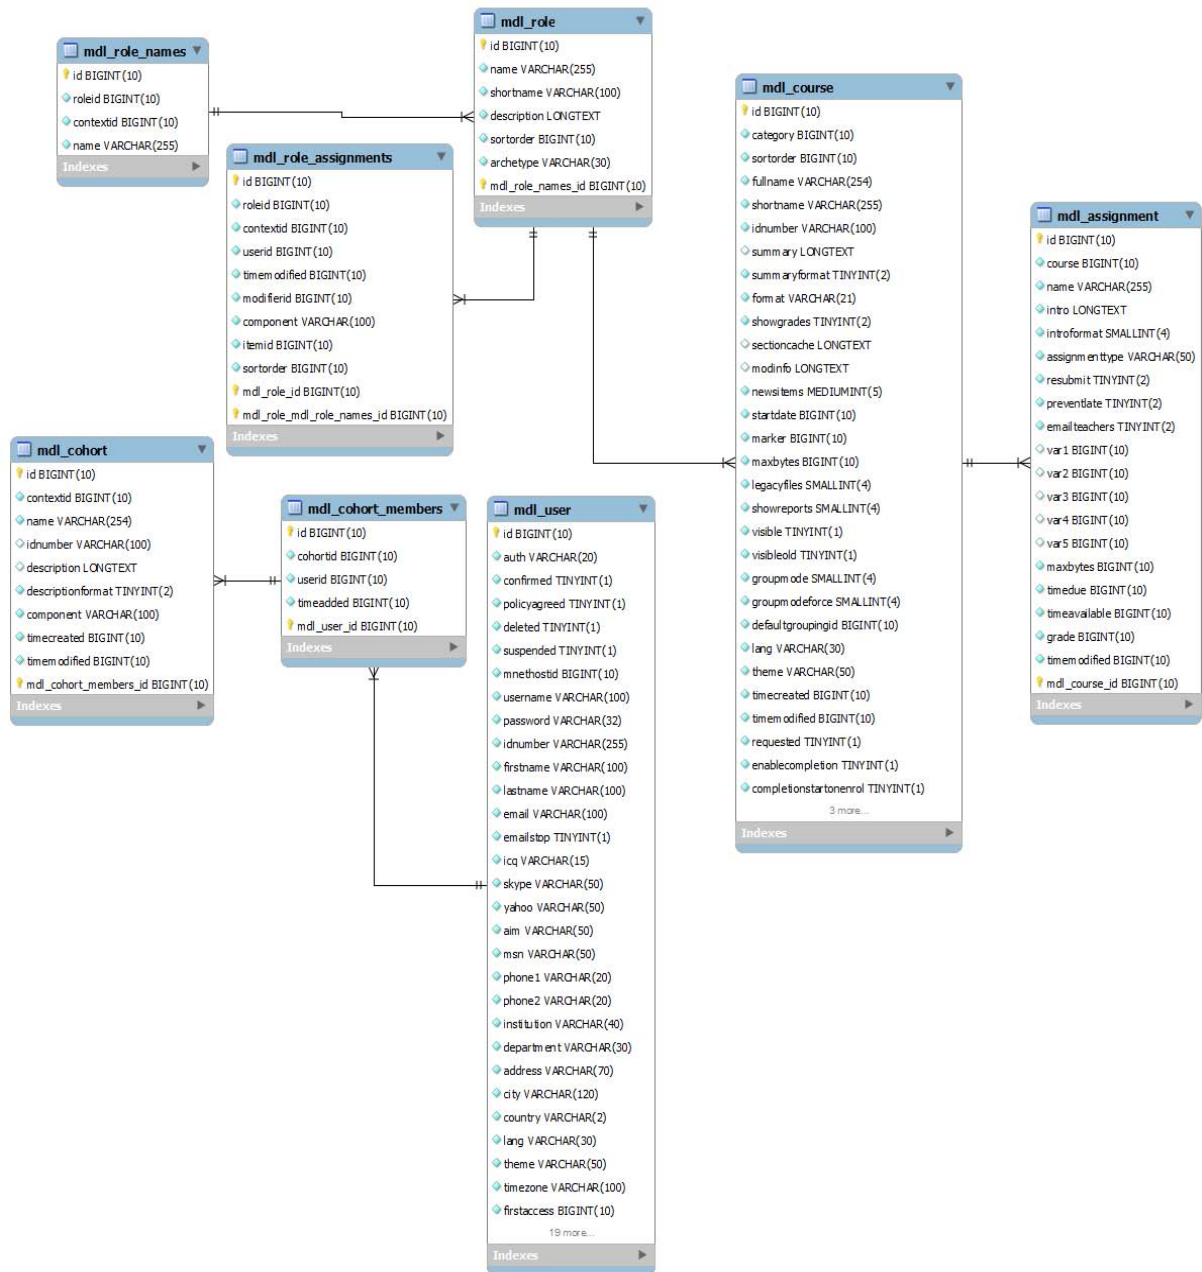 mdl_role_names
id BIGINT(10)
roleid BIGINT(10)
contextid BIGINT(10)
name VARCHAR(255)
Indexes
mdl_role
id BIGINT(10)
name VARCHAR(255)
shortname VARCHAR(100)
description LONGTEXT
sortorder BIGINT(10)
archetype VARCHAR(30)
mdl_role_names_id BIGINT(10)
Indexes
mdl_role_assignments
id BIGINT(10)
roleid BIGINT(10)
contextid BIGINT(10)
userid BIGINT(10)
timemodified BIGINT(10)
modifierid BIGINT(10)
component VARCHAR(100)
itemid BIGINT(10)
sortorder BIGINT(10)
mdl_role_id BIGINT(10)
mdl_role_mdl_role_names_id BIGINT(10)
Indexes
mdl_course
id BIGINT(10)
category BIGINT(10)
sortorder BIGINT(10)
fullname VARCHAR(254)
shortname VARCHAR(255)
idnumber VARCHAR(100)
summary LONGTEXT
summaryformat TINYINT(2)
format VARCHAR(21)
showgrades TINYINT(2)
sectioncache LONGTEXT
modinfo LONGTEXT
newsitems MEDIUMINT(5)
startdate BIGINT(10)
marker BIGINT(10)
maxbytes BIGINT(10)
legacyfiles SMALLINT(4)
showreports SMALLINT(4)
visible TINYINT(1)
visibleold TINYINT(1)
groupmode SMALLINT(4)
groupmodeforce SMALLINT(4)
defaultgroupingid BIGINT(10)
lang VARCHAR(30)
theme VARCHAR(50)
timecreated BIGINT(10)
timemodified BIGINT(10)
requested TINYINT(1)
enablecompletion TINYINT(1)
completionstartonenrol TINYINT(1)
3 more...
Indexes
mdl_assignment
id BIGINT(10)
course BIGINT(10)
name VARCHAR(255)
intro LONGTEXT
introformat SMALLINT(4)
assignmenttype VARCHAR(50)
resubmit TINYINT(2)
preventlate TINYINT(2)
emailteachers TINYINT(2)
var1 BIGINT(10)
var2 BIGINT(10)
var3 BIGINT(10)
var4 BIGINT(10)
var5 BIGINT(10)
maxbytes BIGINT(10)
timedue BIGINT(10)
timeavailable BIGINT(10)
grade BIGINT(10)
timemodified BIGINT(10)
mdl_course_id BIGINT(10)
Indexes
mdl_cohort
id BIGINT(10)
contextid BIGINT(10)
name VARCHAR(254)
idnumber VARCHAR(100)
description LONGTEXT
descriptionformat TINYINT(2)
component VARCHAR(100)
timecreated BIGINT(10)
timemodified BIGINT(10)
mdl_cohort_members_id BIGINT(10)
Indexes
mdl_cohort_members
id BIGINT(10)
cohortid BIGINT(10)
userid BIGINT(10)
timeadded BIGINT(10)
mdl_user_id BIGINT(10)
Indexes
mdl_user
id BIGINT(10)
auth VARCHAR(20)
confirmed TINYINT(1)
policyagreed TINYINT(1)
deleted TINYINT(1)
suspended TINYINT(1)
mnethostid BIGINT(10)
username VARCHAR(100)
password VARCHAR(32)
idnumber VARCHAR(255)
firstname VARCHAR(100)
lastname VARCHAR(100)
email VARCHAR(100)
emailstop TINYINT(1)
icq VARCHAR(15)
skype VARCHAR(50)
yahoo VARCHAR(50)
aim VARCHAR(50)
msn VARCHAR(50)
phone1 VARCHAR(20)
phone2 VARCHAR(20)
institution VARCHAR(40)
department VARCHAR(30)
address VARCHAR(70)
city VARCHAR(120)
country VARCHAR(2)
lang VARCHAR(30)
theme VARCHAR(50)
timezone VARCHAR(100)
firstaccess BIGINT(10)
19 more...
Indexes